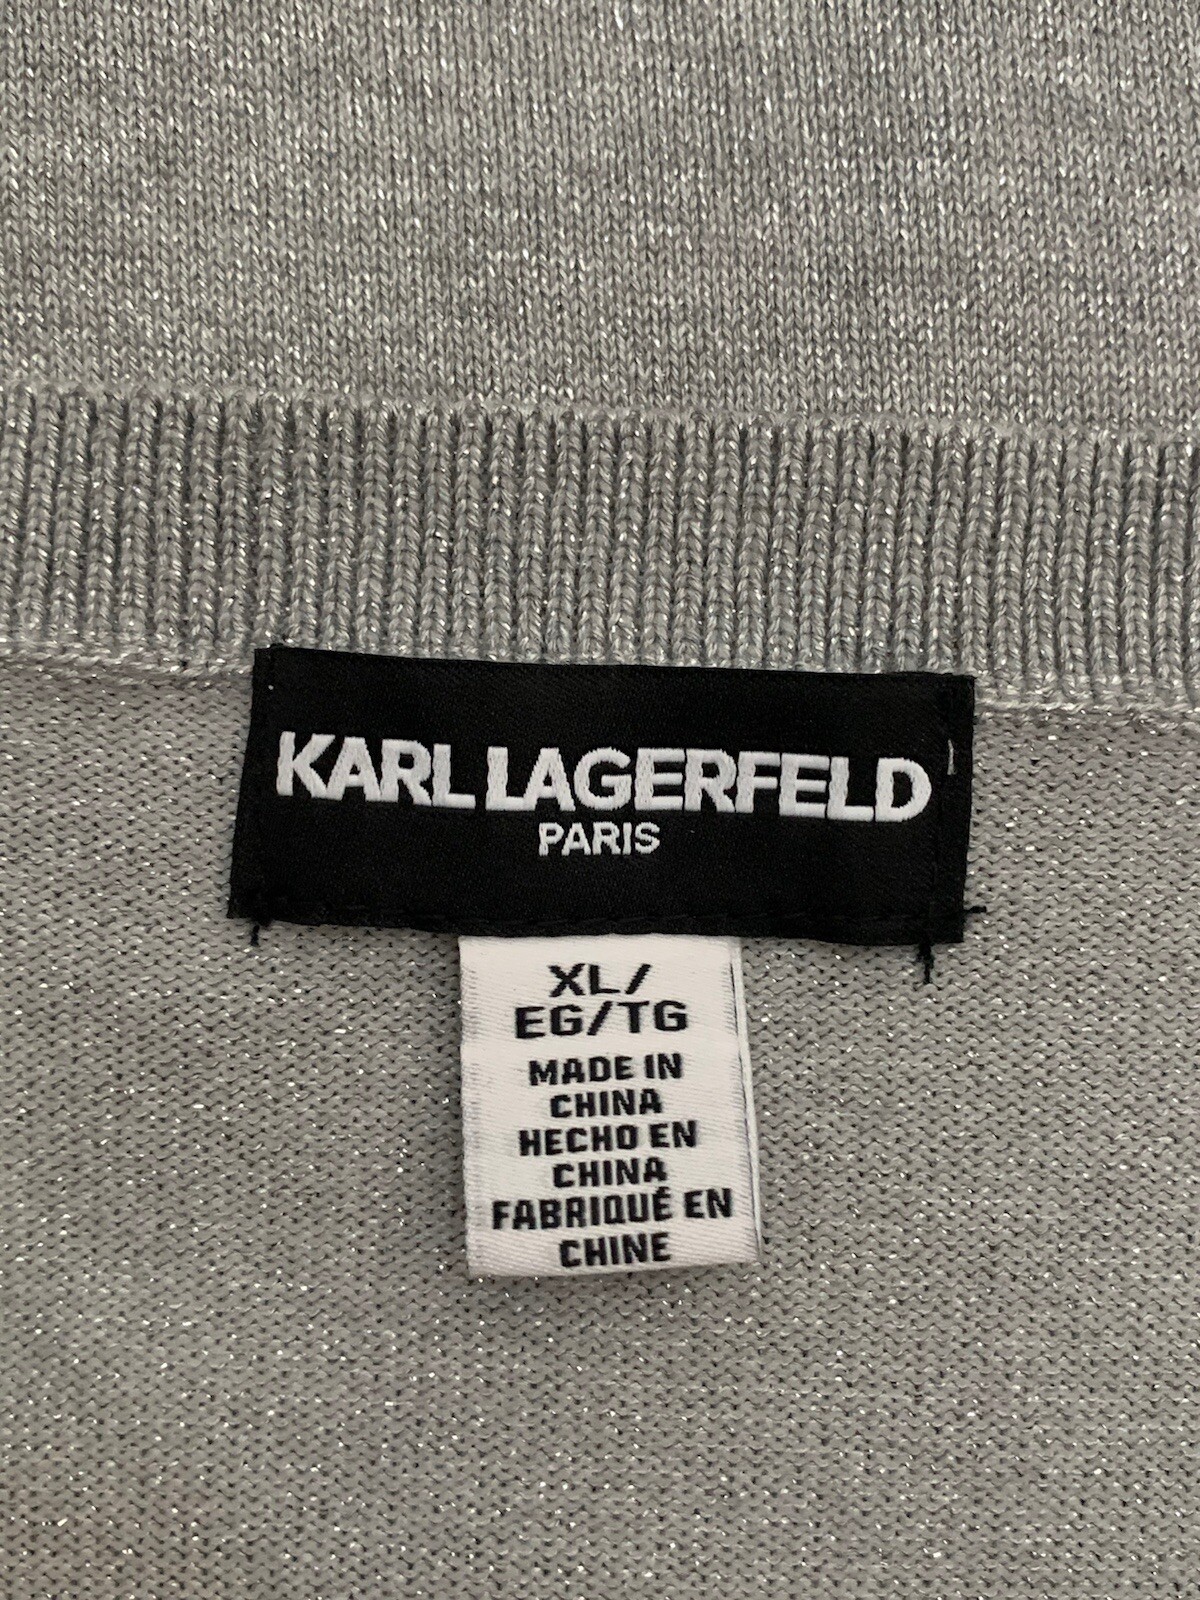 KARL LAGERFELD
PARIS
XL/
EG/TG
MADE IN
CHINA
HECHO EN
CHINA
FABRIQUÉ EN
CHINE